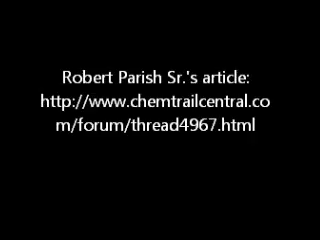 Robert Parish Sr.'s article:
http://www.chemtrailcentral.co
m/forum/thread4967.html